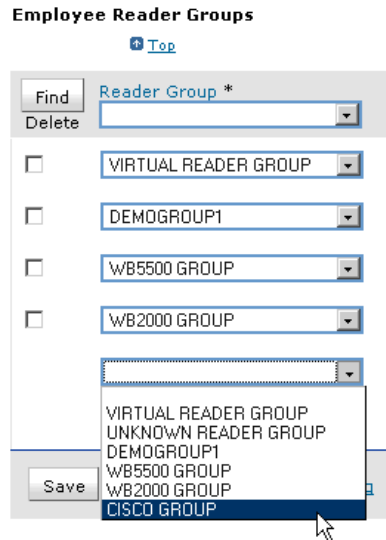 Employee Reader Groups
Top
Find
Reader Group *
Delete
VIRTUAL READER GROUP
DEMOGROUP1
WB5500 GROUP
WB2000 GROUP
VIRTUAL READER GROUP
UNKNOWN READER GROUP
DEMOGROUP1
WB5500 GROUP
Save
WB2000 GROUP
CISCO GROUP